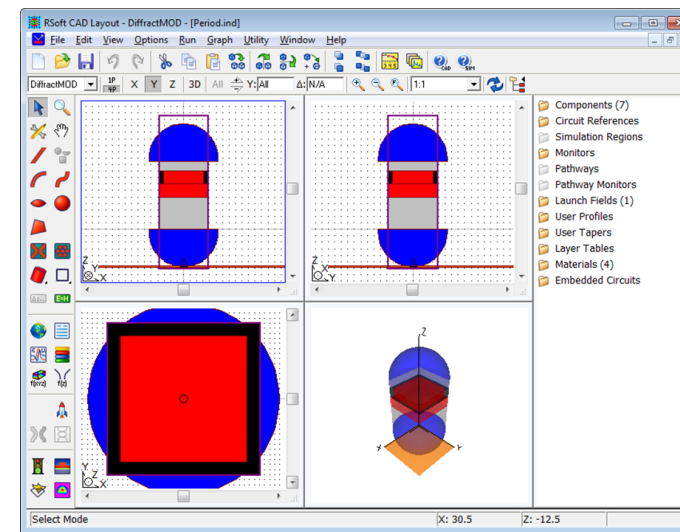 RSoft CAD Layout - DiffractMOD - [Period.ind]
File Edit View Options Run Graph Utility Window Help
DiffractMOD 1P 4P X Y Z 3D All Y: All Δ: N/A 1:1
Components (7)
Circuit References
Simulation Regions
Monitors
Pathways
Pathway Monitors
Launch Fields (1)
User Profiles
User Tapers
Layer Tables
Materials (4)
Embedded Circuits
Z Y X
Z X Y
Y Z X
Z
X Y
f(xyz) f(z)
Select Mode X: 30.5 Z: -12.5